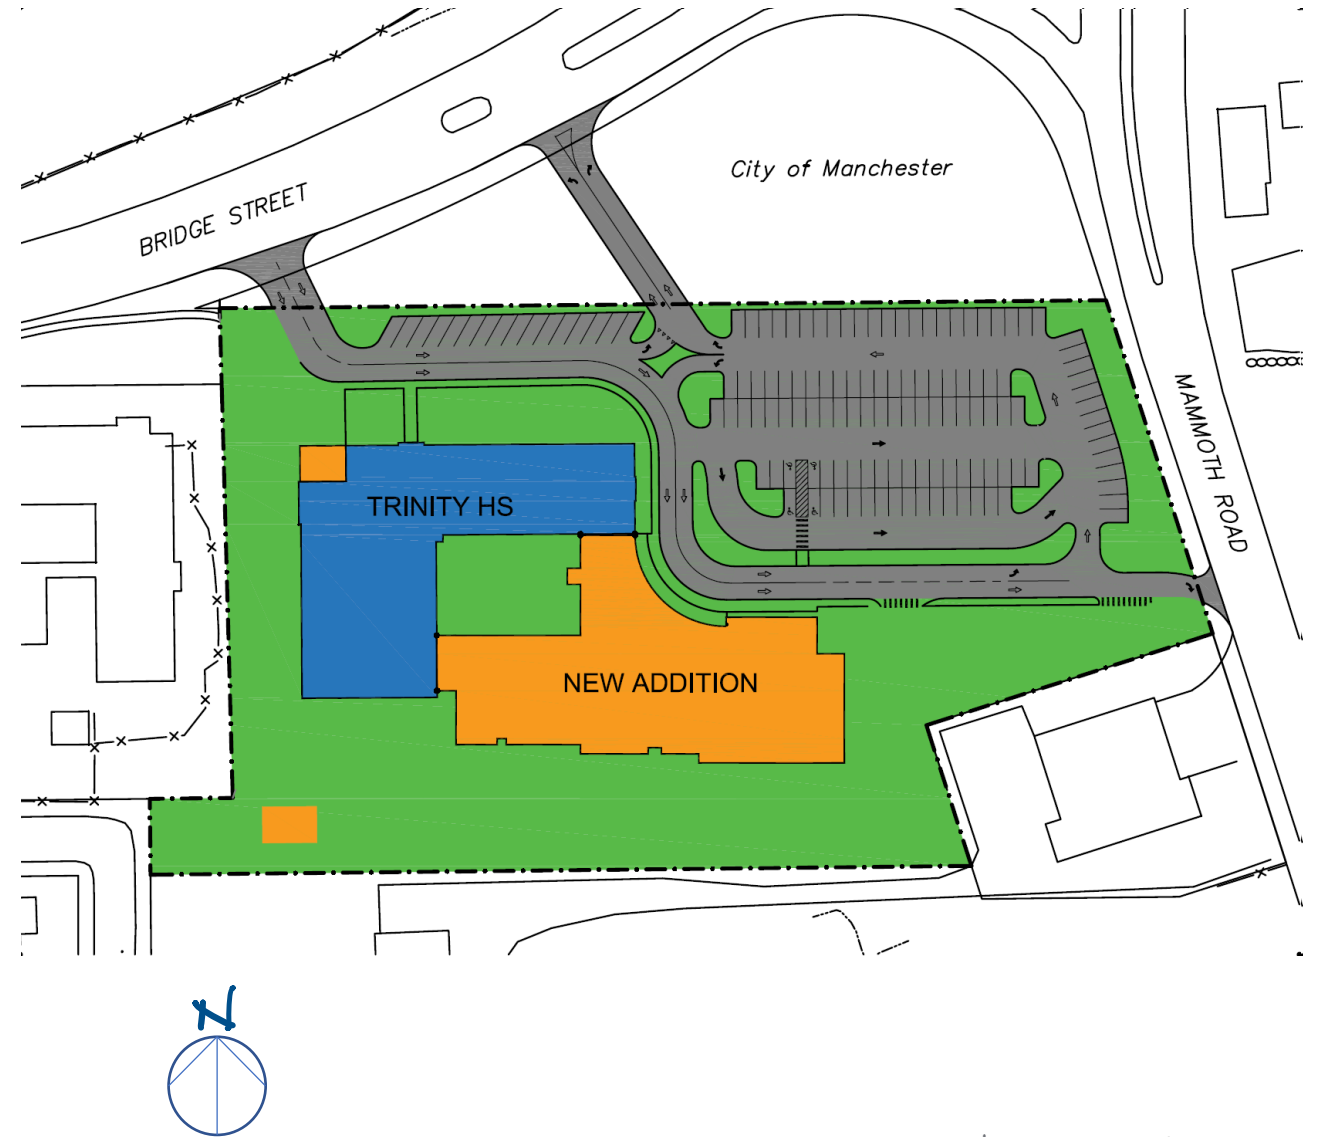 City of Manchester
BRIDGE STREET
MAMMOTH ROAD
TRINITY HS
NEW ADDITION
N